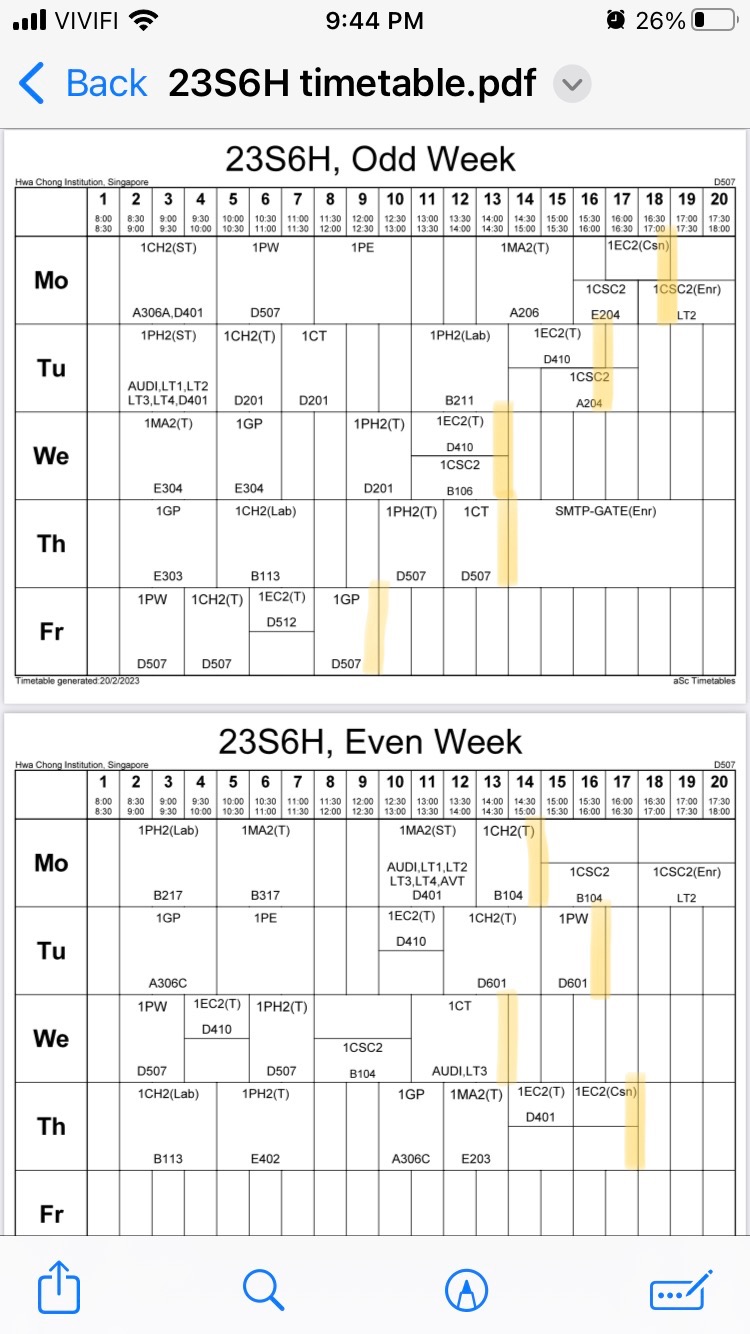 VIVIFI 9:44 PM 26%
Back 23S6H timetable.pdf
23S6H, Odd Week
Hwa Chong Institution, Singapore D507
1 2 3 4 5 6 7 8 9 10 11 12 13 14 15 16 17 18 19 20
8:00 8:30 9:00 9:30 10:00 10:30 11:00 11:30 12:00 12:30 13:00 13:30 14:00 14:30 15:00 15:30 16:00 16:30 17:00 17:30
8:30 9:00 9:30 10:00 10:30 11:00 11:30 12:00 12:30 13:00 13:30 14:00 14:30 15:00 15:30 16:00 16:30 17:00 17:30 18:00
Mo
1CH2(ST) 1PW 1PE 1MA2(T) 1EC2(Csn)
1CSC2 1CSC2(Enr)
A306A,D401 D507 A206 E204 LT2
Tu
1PH2(ST) 1CH2(T) 1CT 1PH2(Lab) 1EC2(T)
D410
1CSC2
AUDI,LT1,LT2
LT3,LT4,D401 D201 D201 B211 A204
We
1MA2(T) 1GP 1PH2(T) 1EC2(T)
D410
1CSC2
E304 E304 D201 B106
Th
1GP 1CH2(Lab) 1PH2(T) 1CT SMTP-GATE(Enr)
E303 B113 D507 D507
Fr
1PW 1CH2(T) 1EC2(T) 1GP
D512
D507 D507 D507
Timetable generated:20/2/2023 aSc Timetables
23S6H, Even Week
Hwa Chong Institution, Singapore D507
1 2 3 4 5 6 7 8 9 10 11 12 13 14 15 16 17 18 19 20
8:00 8:30 9:00 9:30 10:00 10:30 11:00 11:30 12:00 12:30 13:00 13:30 14:00 14:30 15:00 15:30 16:00 16:30 17:00 17:30
8:30 9:00 9:30 10:00 10:30 11:00 11:30 12:00 12:30 13:00 13:30 14:00 14:30 15:00 15:30 16:00 16:30 17:00 17:30 18:00
Mo
1PH2(Lab) 1MA2(T) 1MA2(ST) 1CH2(T)
AUDI,LT1,LT2 1CSC2 1CSC2(Enr)
LT3,LT4,AVT
B217 B317 D401 B104 B104 LT2
Tu
1GP 1PE 1EC2(T) 1CH2(T) 1PW
D410
A306C D601 D601
We
1PW 1EC2(T) 1PH2(T) 1CT
D410
1CSC2
D507 D507 B104 AUDI,LT3
Th
1CH2(Lab) 1PH2(T) 1GP 1MA2(T) 1EC2(T) 1EC2(Csn)
D401
B113 E402 A306C E203
Fr